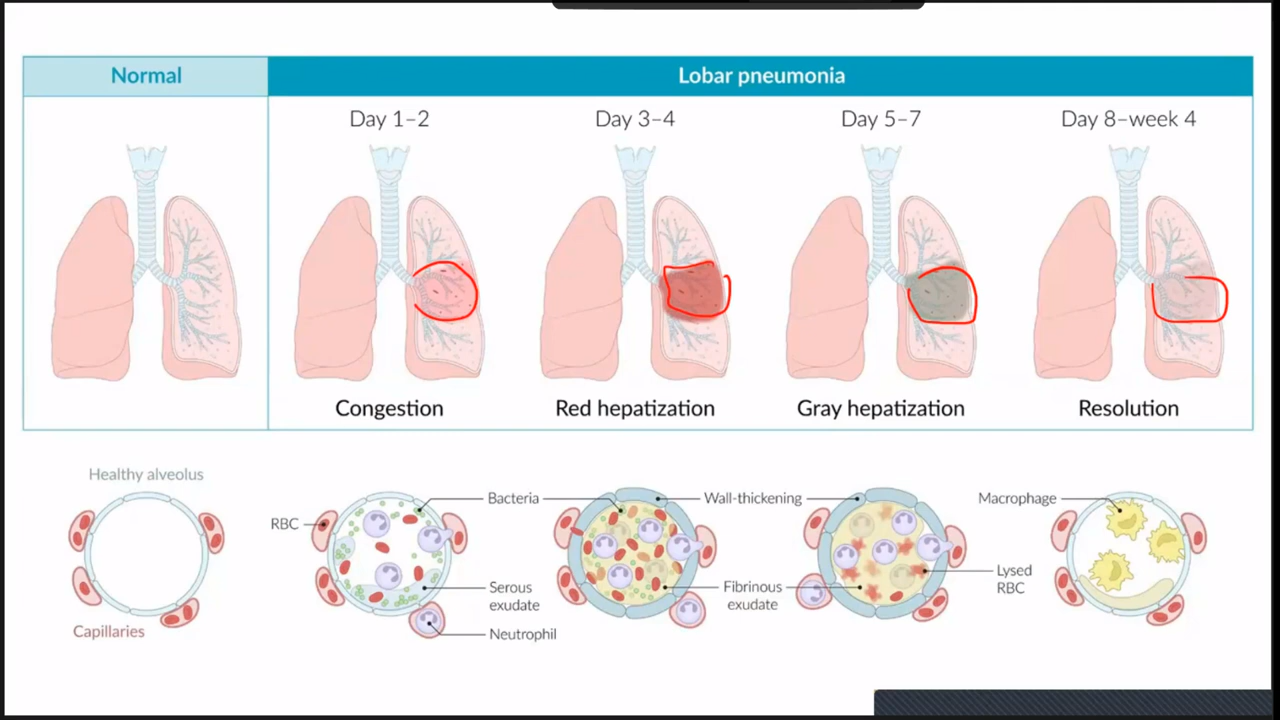 Normal
Lobar pneumonia
Day 1–2
Day 3–4
Day 5–7
Day 8–week 4
Congestion
Red hepatization
Gray hepatization
Resolution
Healthy alveolus
Capillaries
RBC
Bacteria
Serous
exudate
Neutrophil
Wall-thickening
Fibrinous
exudate
Macrophage
Lysed
RBC